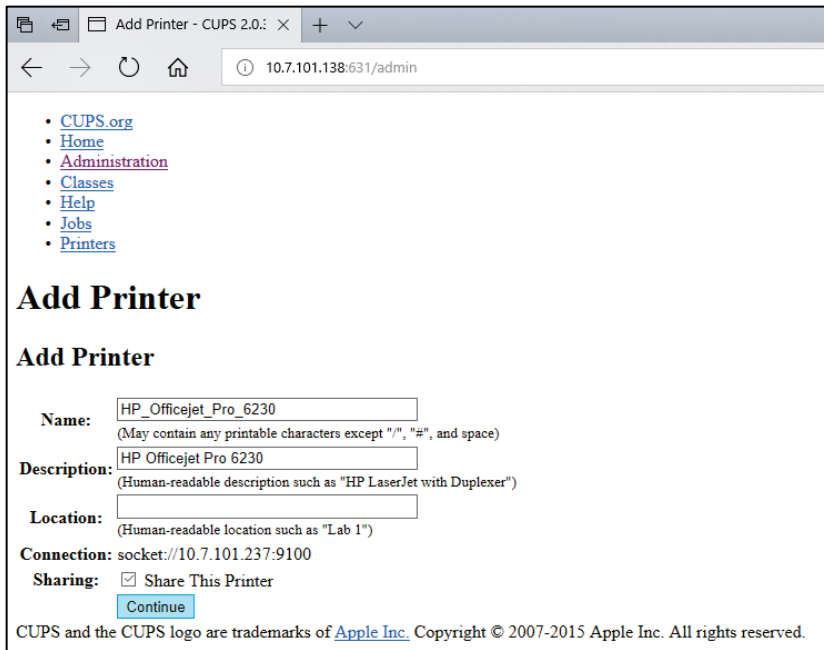 Add Printer - CUPS 2.0.
10.7.101.138:631/admin
CUPS.org
Home
Administration
Classes
Help
Jobs
Printers
Add Printer
Add Printer
Name: HP_Officejet_Pro_6230
(May contain any printable characters except "/", "#", and space)
Description: HP Officejet Pro 6230
(Human-readable description such as "HP LaserJet with Duplexer")
Location:
(Human-readable location such as "Lab 1")
Connection: socket://10.7.101.237:9100
Sharing: Share This Printer
Continue
CUPS and the CUPS logo are trademarks of Apple Inc. Copyright © 2007-2015 Apple Inc. All rights reserved.